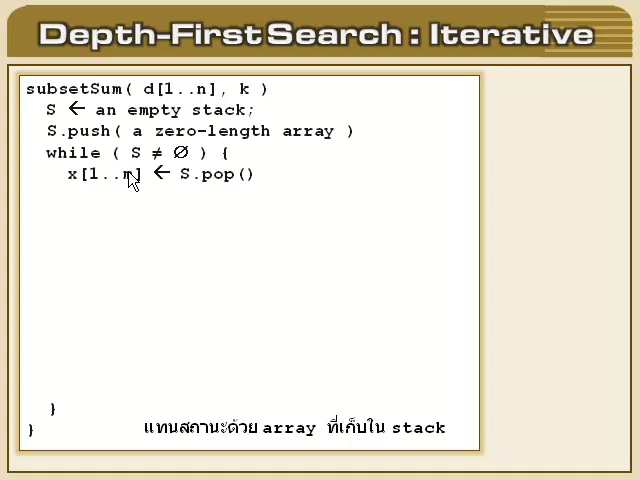 Depth-First Search : Iterative
subsetSum( d[1..n], k )
S ← an empty stack;
S.push( a zero-length array )
while ( S ≠ ∅ ) {
x[1..n] ← S.pop()
}
}
แทนสถานะด้วย array ที่เก็บใน stack